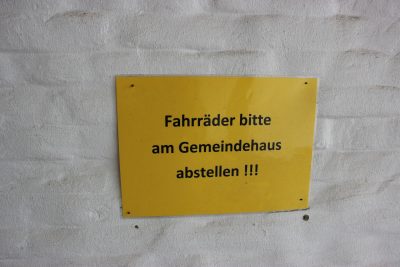 Fahrräder bitte
am Gemeindehaus
abstellen !!!